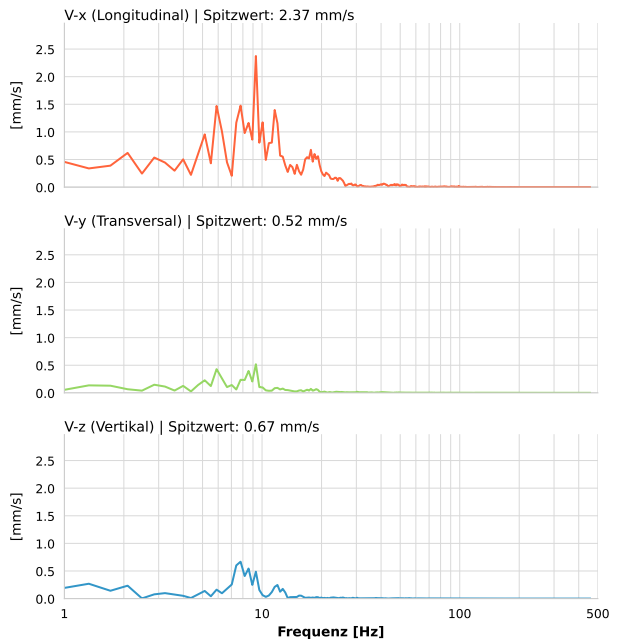 V-x (Longitudinal) | Spitzwert: 2.37 mm/s
2.5
2.0
1.5
1.0
0.5
0.0
[mm/s]
V-y (Transversal) | Spitzwert: 0.52 mm/s
2.5
2.0
1.5
1.0
0.5
0.0
[mm/s]
V-z (Vertikal) | Spitzwert: 0.67 mm/s
2.5
2.0
1.5
1.0
0.5
0.0
[mm/s]
1 10 100 500
Frequenz [Hz]